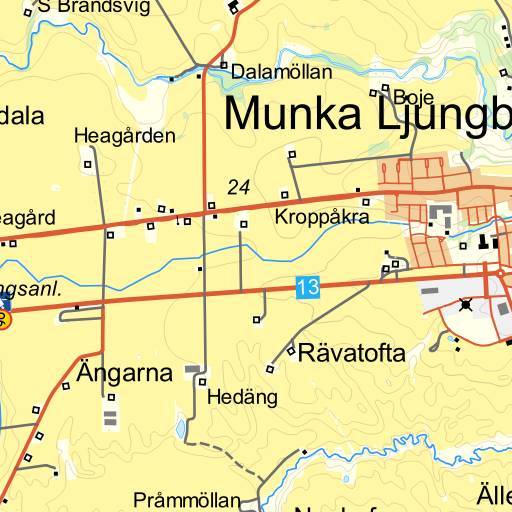 S Brandsvig
Dalamöllan
Boje
Munka Ljungb
dala
Heagården
24
eagård
Kroppåkra
ngsanl.
13
Rävatofta
Ängarna
Hedäng
Älle
Pråmmöllan